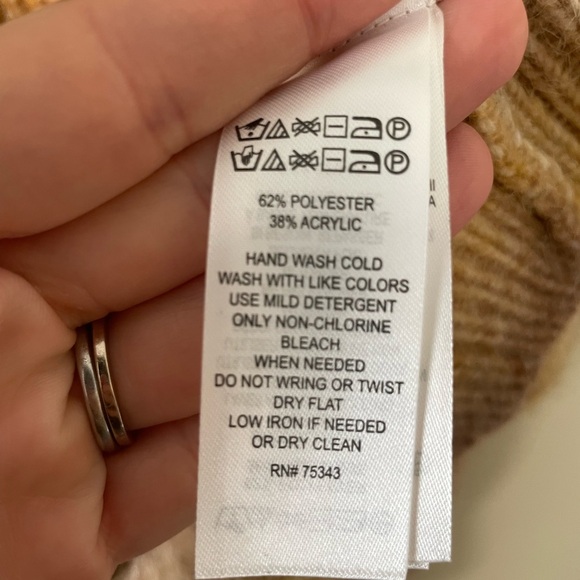 62% POLYESTER
38% ACRYLIC
HAND WASH COLD
WASH WITH LIKE COLORS
USE MILD DETERGENT
ONLY NON-CHLORINE
BLEACH
WHEN NEEDED
DO NOT WRING OR TWIST
DRY FLAT
LOW IRON IF NEEDED
OR DRY CLEAN
RN# 75343